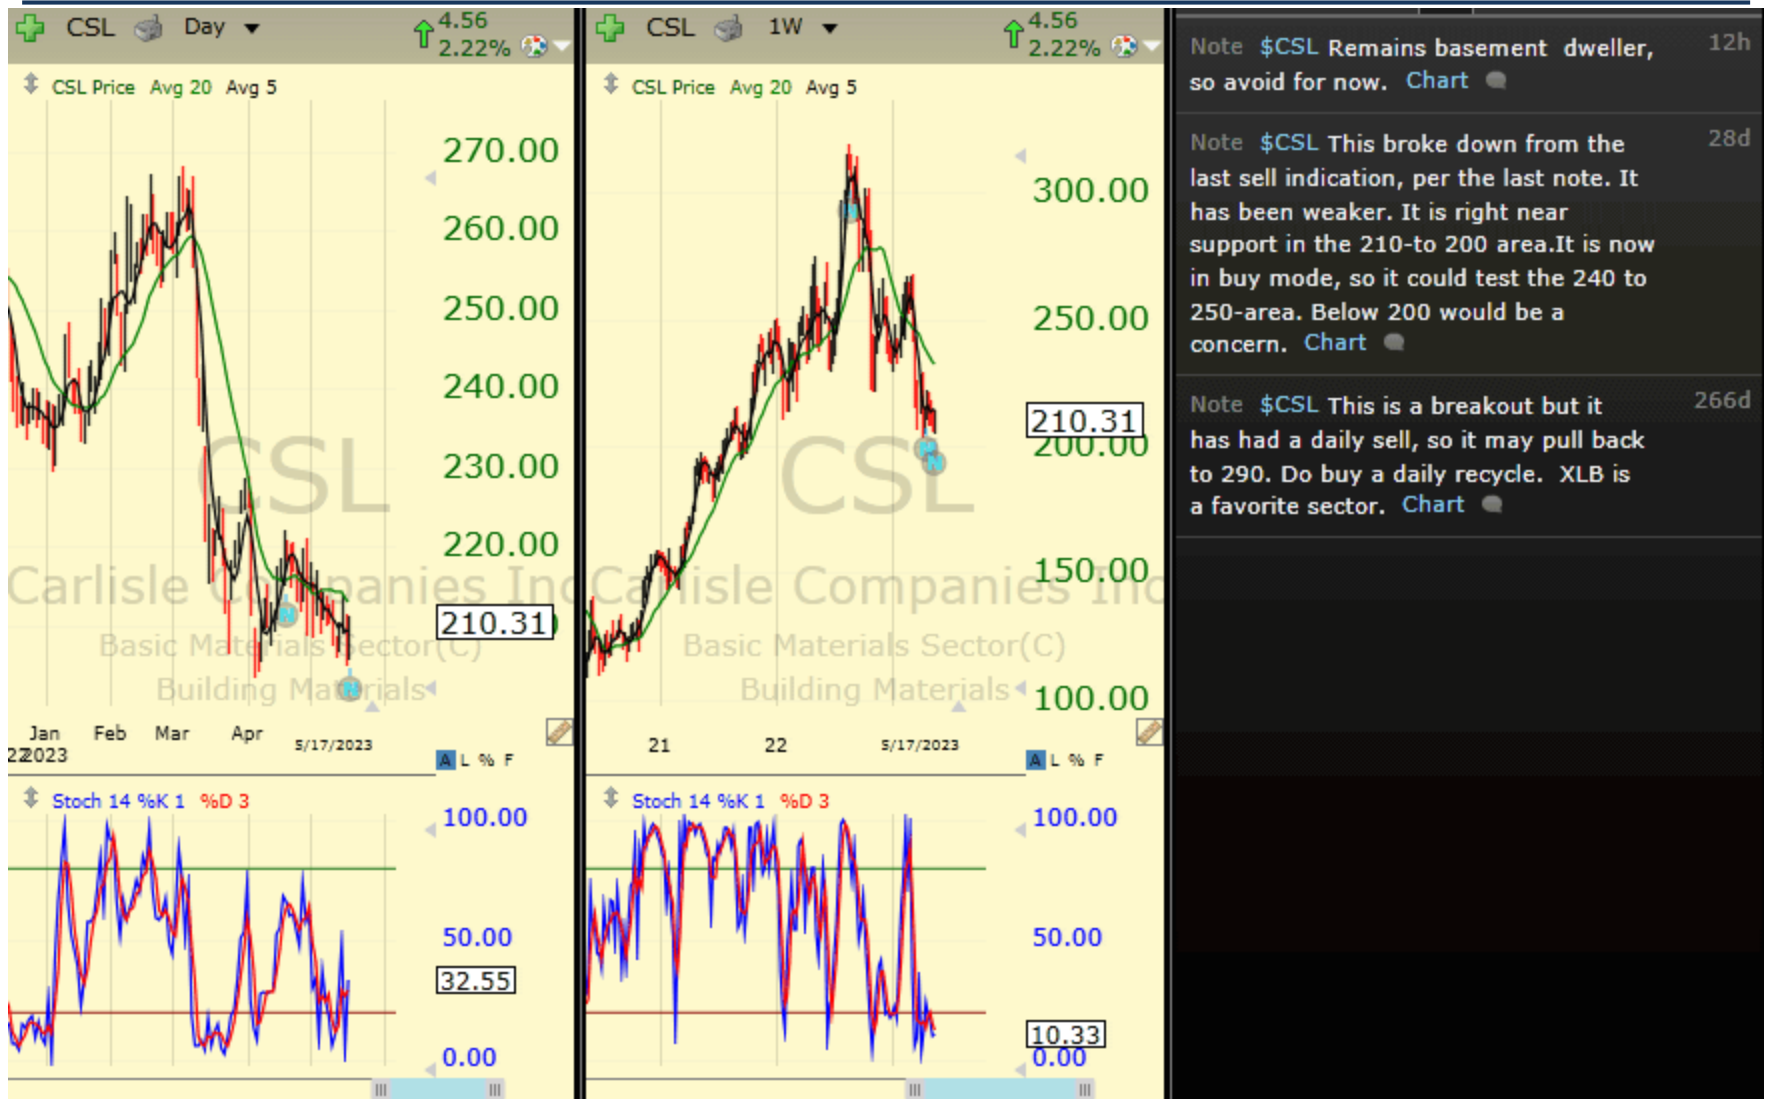 CSL Day 4.56
2.22%
CSL Price Avg 20 Avg 5
270.00
260.00
250.00
240.00
230.00
220.00
210.31
CSL
Carlisle Companies Inc
Basic Materials Sector(C)
Building Materials
N
N
Jan Feb Mar Apr 5/17/2023
22 2023
A L % F
Stoch 14 %K 1 %D 3
100.00
50.00
32.55
0.00
CSL 1W 4.56
2.22%
CSL Price Avg 20 Avg 5
300.00
250.00
210.31
200.00
150.00
100.00
CSL
Carlisle Companies Inc
Basic Materials Sector(C)
Building Materials
N
N
N
21 22 5/17/2023
A L % F
Stoch 14 %K 1 %D 3
100.00
50.00
10.33
0.00
Note $CSL Remains basement dweller, 12h
so avoid for now. Chart
Note $CSL This broke down from the 28d
last sell indication, per the last note. It
has been weaker. It is right near
support in the 210-to 200 area.It is now
in buy mode, so it could test the 240 to
250-area. Below 200 would be a
concern. Chart
Note $CSL This is a breakout but it 266d
has had a daily sell, so it may pull back
to 290. Do buy a daily recycle. XLB is
a favorite sector. Chart